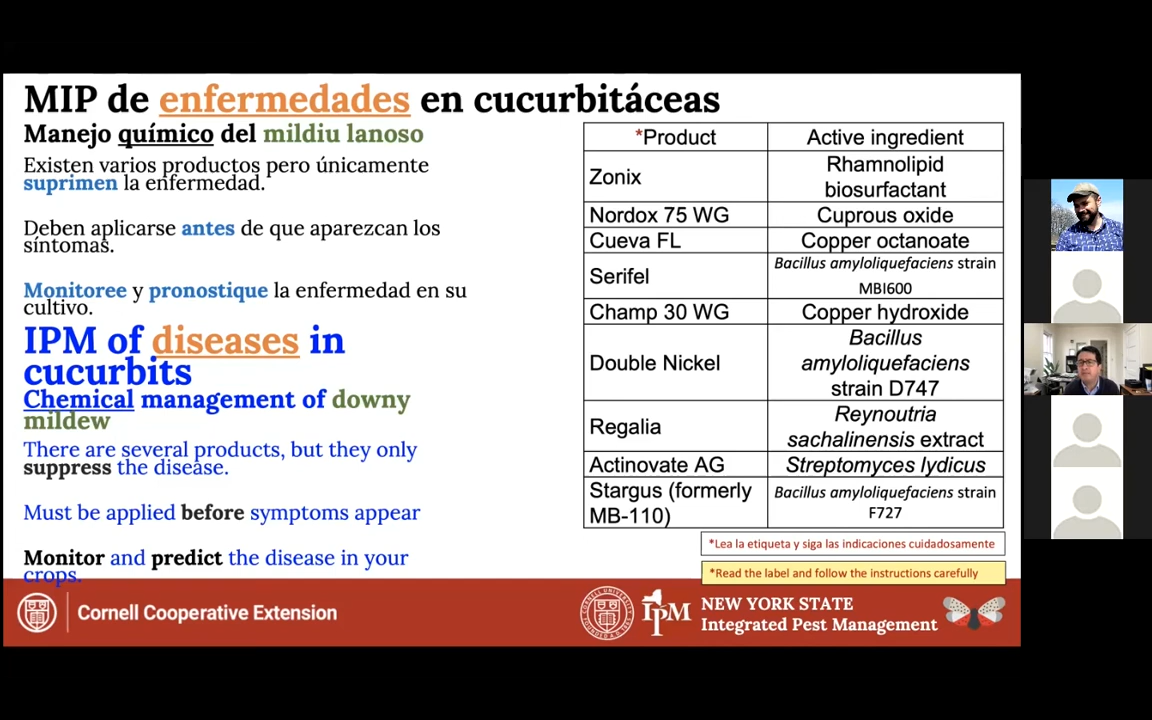 MIP de enfermedades en cucurbitáceas
Manejo químico del mildiu lanoso
Existen varios productos pero únicamente
suprimen la enfermedad.
Deben aplicarse antes de que aparezcan los
síntomas.
Monitoree y pronostique la enfermedad en su
cultivo.
IPM of diseases in
cucurbits
Chemical management of downy
mildew
There are several products, but they only
suppress the disease.
Must be applied before symptoms appear
Monitor and predict the disease in your
crops.
*Product Active ingredient
Zonix Rhamnolipid
biosurfactant
Nordox 75 WG Cuprous oxide
Cueva FL Copper octanoate
Serifel Bacillus amyloliquefaciens strain
MBI600
Champ 30 WG Copper hydroxide
Double Nickel Bacillus
amyloliquefaciens
strain D747
Regalia Reynoutria
sachalinensis extract
Actinovate AG Streptomyces lydicus
Stargus (formerly Bacillus amyloliquefaciens strain
MB-110) F727
*Lea la etiqueta y siga las indicaciones cuidadosamente
*Read the label and follow the instructions carefully
Cornell Cooperative Extension
IPM
NEW YORK STATE
Integrated Pest Management